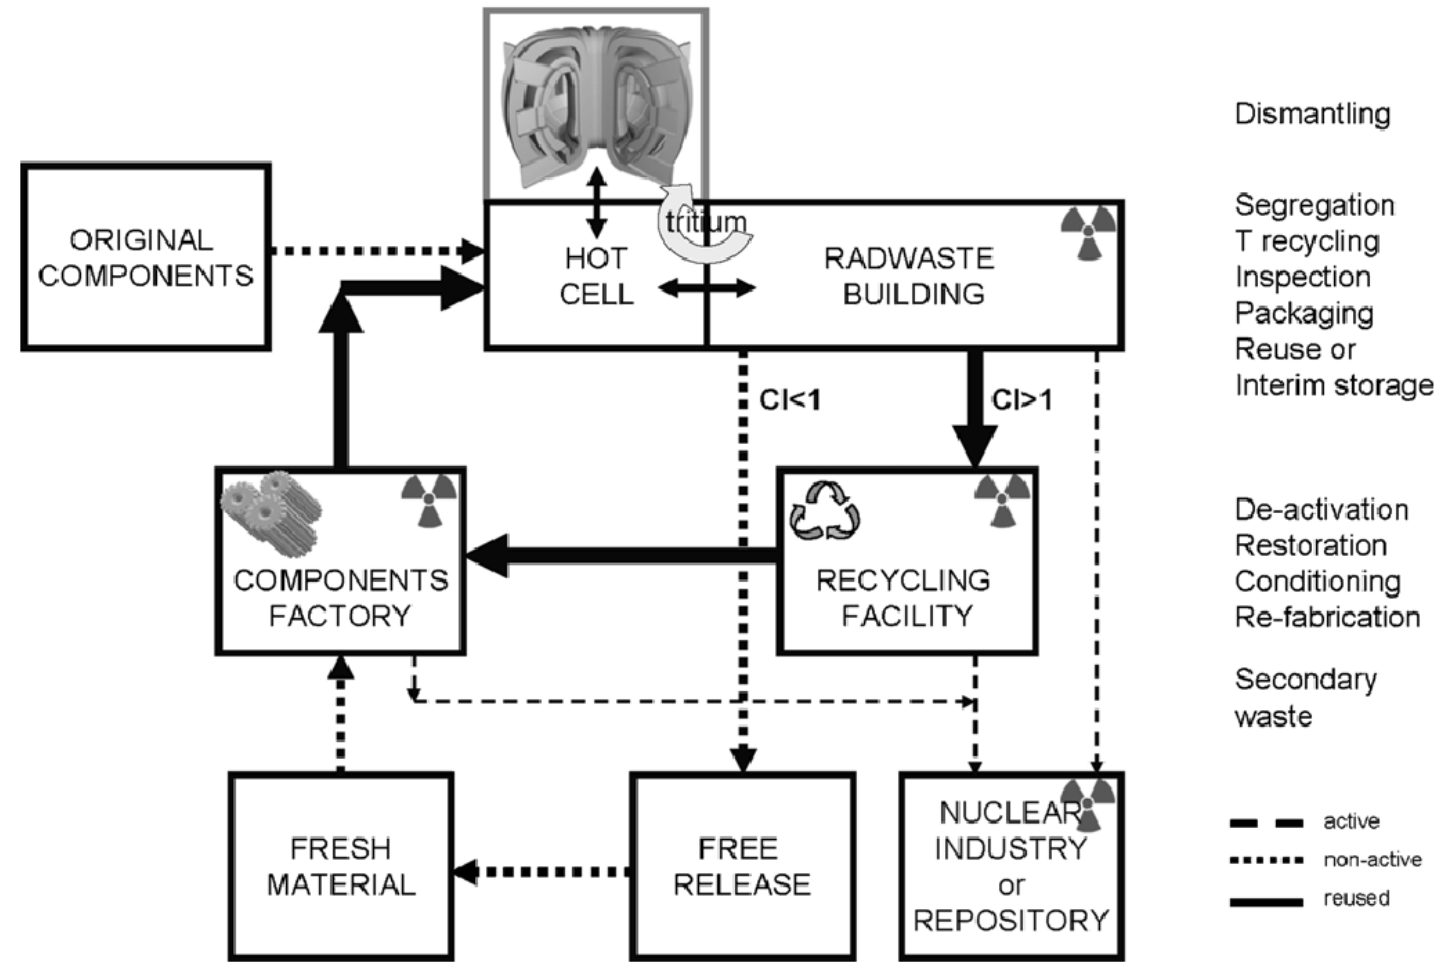 tritium
ORIGINAL
COMPONENTS
HOT
CELL
RADWASTE
BUILDING
CI<1
CI>1
COMPONENTS
FACTORY
RECYCLING
FACILITY
FRESH
MATERIAL
FREE
RELEASE
NUCLEAR
INDUSTRY
or
REPOSITORY
Dismantling
Segregation
T recycling
Inspection
Packaging
Reuse or
Interim storage
De-activation
Restoration
Conditioning
Re-fabrication
Secondary
waste
active
non-active
reused